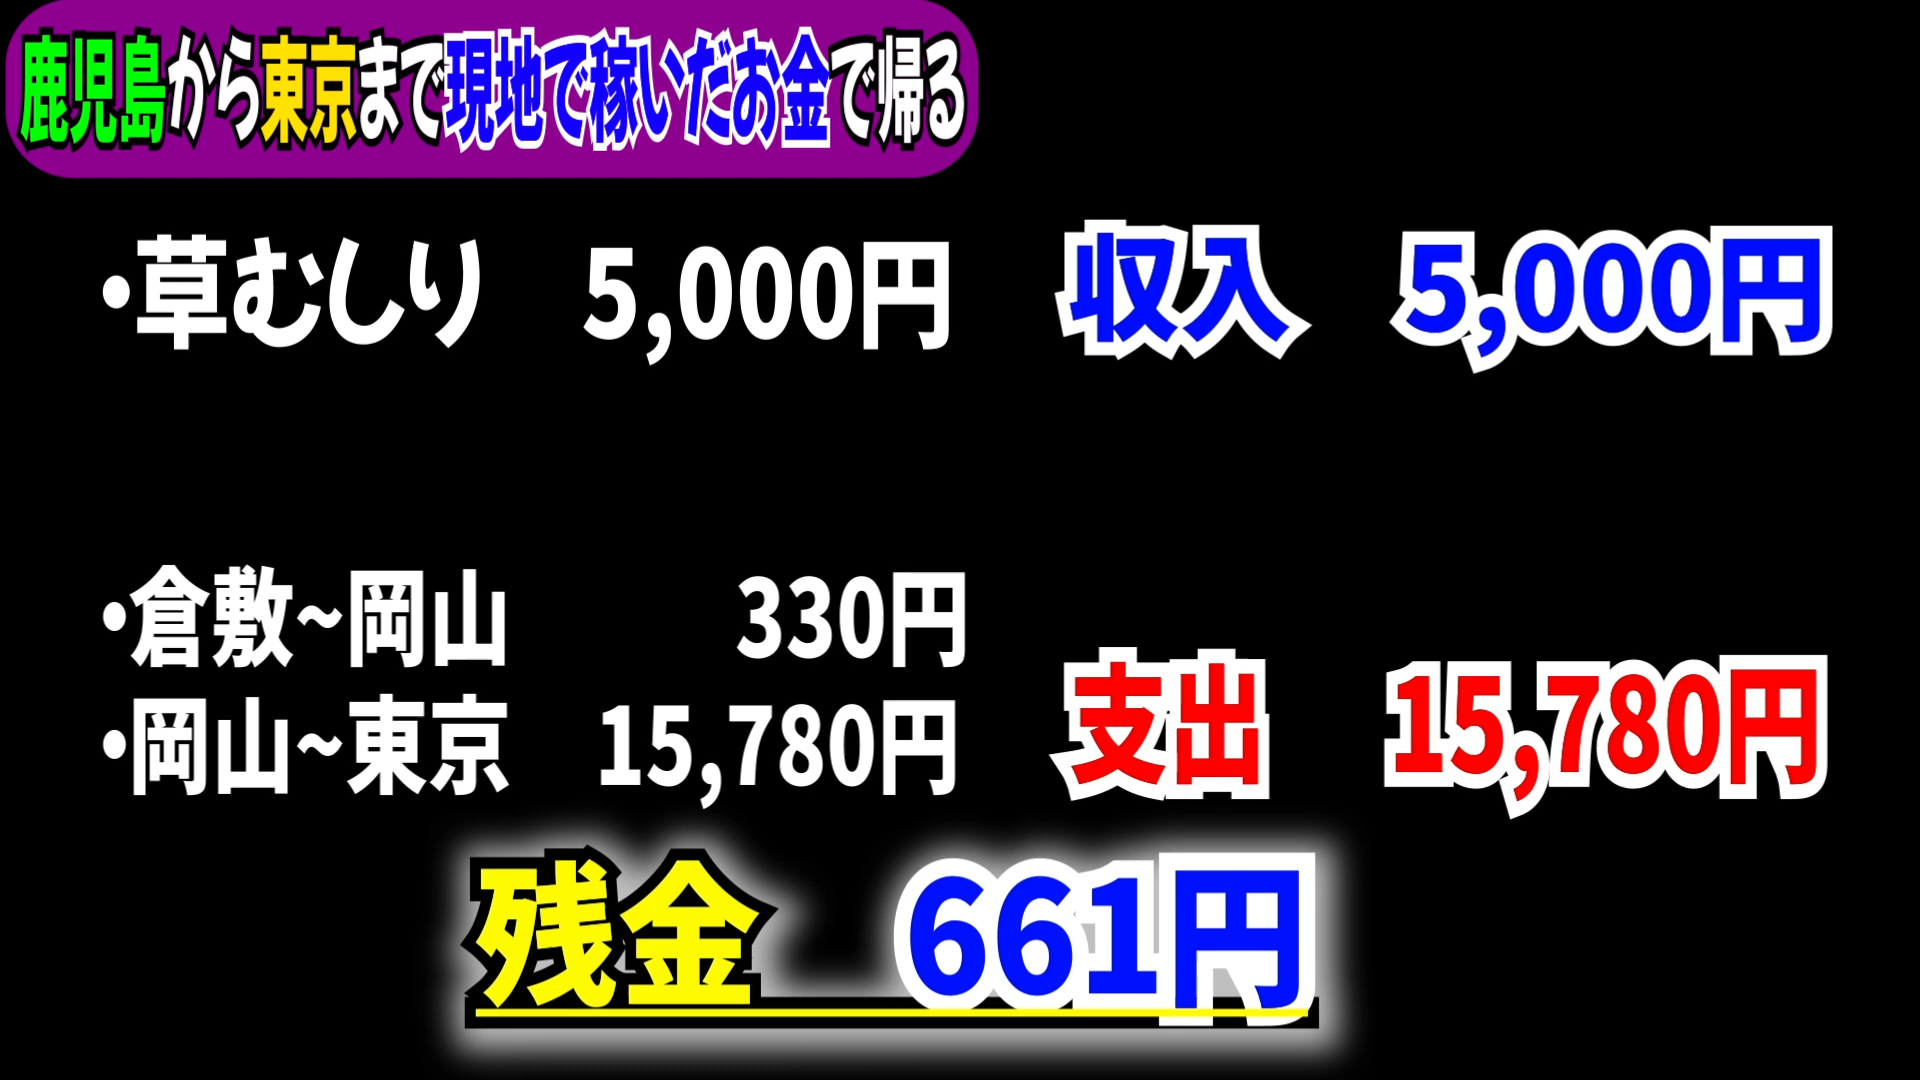 鹿児島から東京まで現地で稼いだお金で帰る
・草むしり　5,000円　収入　5,000円
・倉敷~岡山　330円
・岡山~東京　15,780円　支出　15,780円
残金　661円